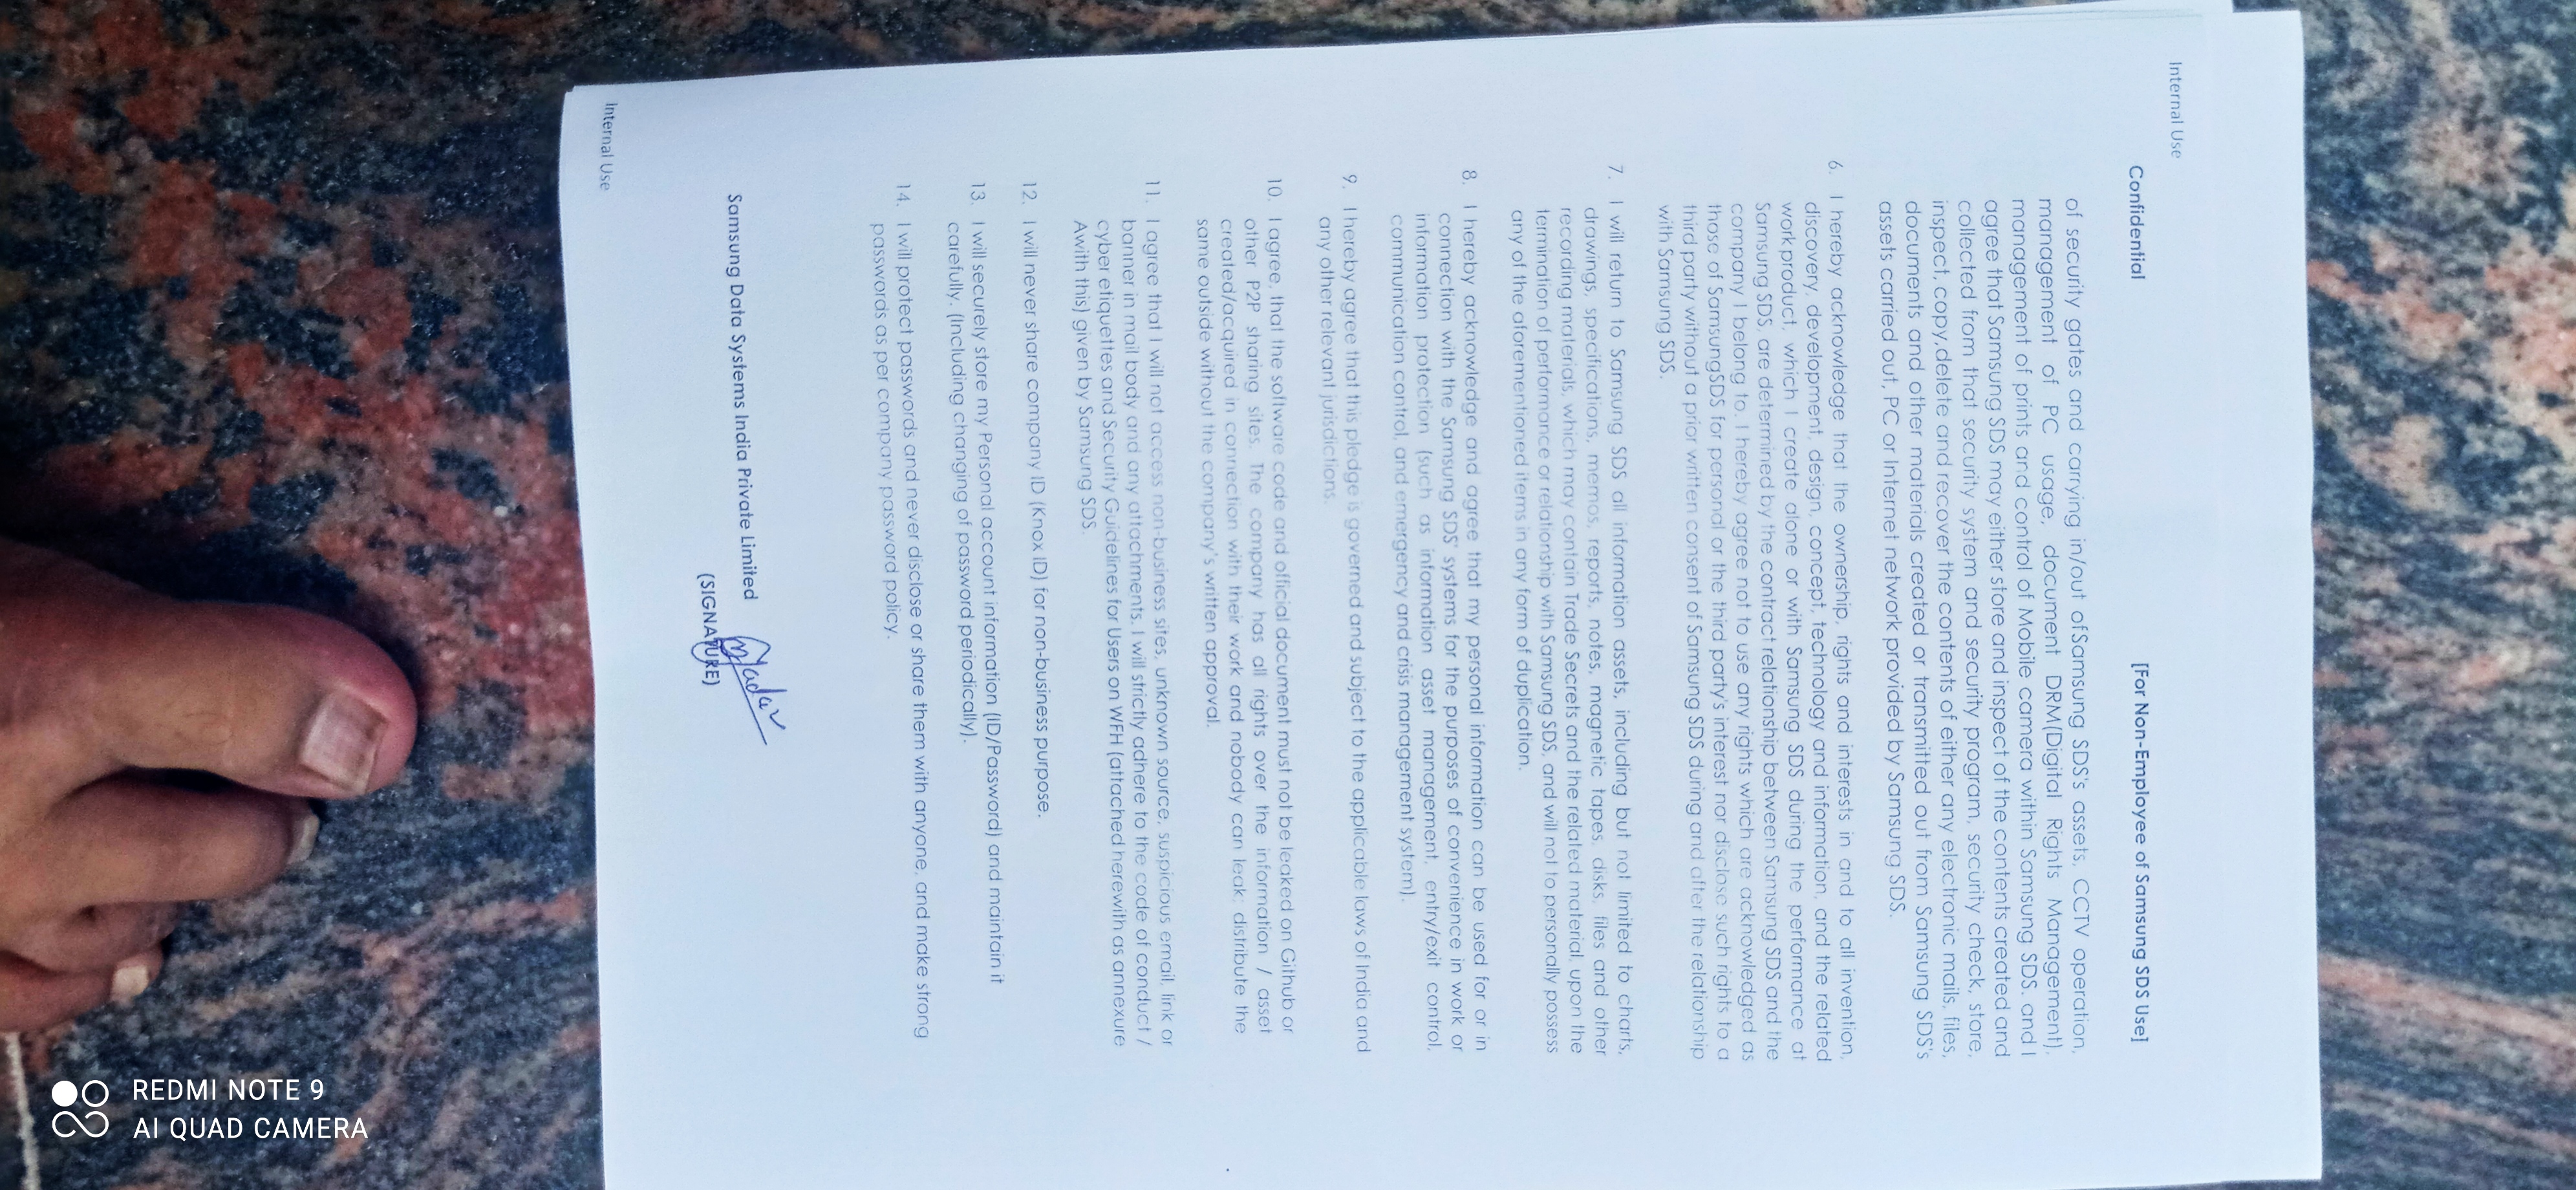 Internal Use
Confidential [For Non-Employee of Samsung SDS Use]
of security gates and carrying in/out ofSamsung SDS's assets, CCTV operation,
management of PC usage, document DRM(Digital Rights Management),
management of prints and control of Mobile camera within Samsung SDS, and I
agree that Samsung SDS may either store and inspect of the contents created and
collected from that security system and security program, security check, store,
inspect, copy,delete and recover the contents of either any electronic mails, files,
documents and other materials created or transmitted out from Samsung SDS's
assets carried out, PC or Internet network provided by Samsung SDS.
6. I hereby acknowledge that the ownership, rights and interests in and to all invention,
discovery, development, design, concept, technology and information, and the related
work product, which I create alone or with Samsung SDS during the performance at
Samsung SDS, are determined by the contract relationship between Samsung SDS and the
company I belong to. I hereby agree not to use any rights which are acknowledged as
those of SamsungSDS for personal or the third party's interest nor disclose such rights to a
third party without a prior written consent of Samsung SDS during and after the relationship
with Samsung SDS.
7. I will return to Samsung SDS all information assets, including but not limited to charts,
drawings, specifications, memos, reports, notes, magnetic tapes, disks, files and other
recording materials, which may contain Trade Secrets and the related material, upon the
termination of performance or relationship with Samsung SDS, and will not to personally possess
any of the aforementioned items in any form of duplication.
8. I hereby acknowledge and agree that my personal information can be used for or in
connection with the Samsung SDS' systems for the purposes of convenience in work or
information protection (such as information asset management, entry/exit control,
communication control, and emergency and crisis management system).
9. I hereby agree that this pledge is governed and subject to the applicable laws of India and
any other relevant jurisdictions.
10. I agree, that the software code and official document must not be leaked on Github or
other P2P sharing sites. The company has all rights over the information / asset
created/acquired in connection with their work and nobody can leak; distribute the
same outside without the company's written approval.
11. I agree that I will not access non-business sites, unknown source, suspicious email, link or
banner in mail body and any attachments. I will strictly adhere to the code of conduct /
cyber etiquettes and Security Guidelines for Users on WFH (attached herewith as annexure
Awith this) given by Samsung SDS.
12. I will never share company ID (Knox ID) for non-business purpose.
13. I will securely store my Personal account information (ID/Password) and maintain it
carefully. (Including changing of password periodically).
14. I will protect passwords and never disclose or share them with anyone, and make strong
passwords as per company password policy.
Samsung Data Systems India Private Limited
(SIGNATURE)
Internal Use
REDMI NOTE 9
AI QUAD CAMERA